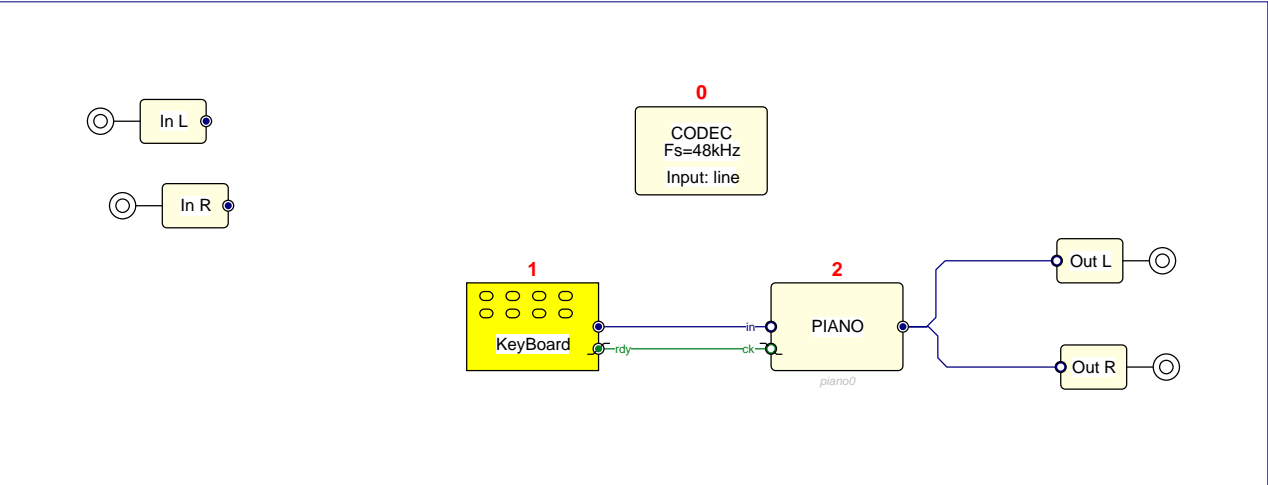 0
In L
CODEC
Fs=48kHz
Input: line
In R
1
2
Out L
in
PIANO
KeyBoard
rdy
ck
Out R
piano0